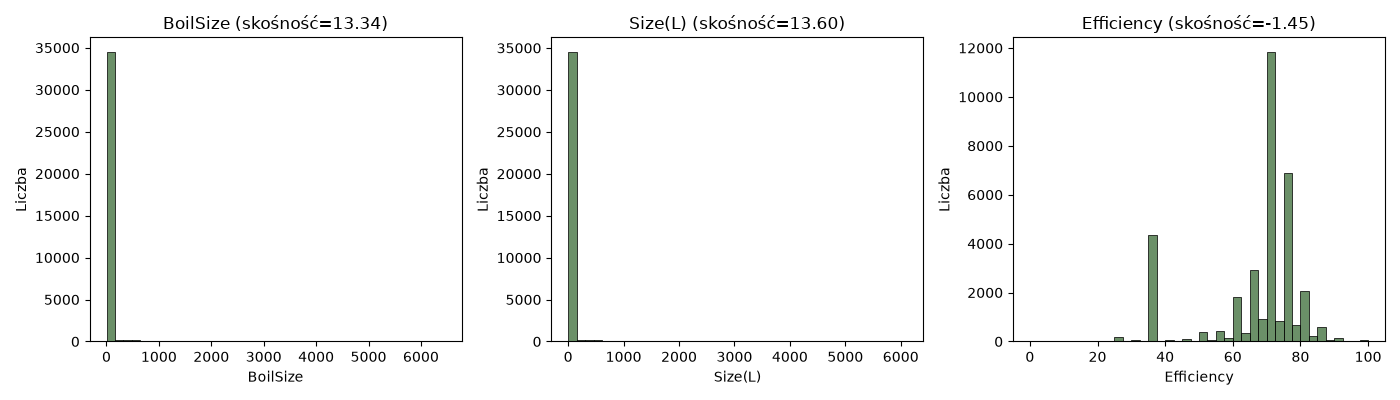 BoilSize (skośność=13.34)
35000
30000
25000
20000
15000
10000
5000
0
Liczba
0 1000 2000 3000 4000 5000 6000
BoilSize
Size(L) (skośność=13.60)
35000
30000
25000
20000
15000
10000
5000
0
Liczba
0 1000 2000 3000 4000 5000 6000
Size(L)
Efficiency (skośność=-1.45)
12000
10000
8000
6000
4000
2000
0
Liczba
0 20 40 60 80 100
Efficiency